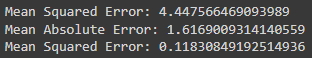 Mean Squared Error: 4.447566469093989
Mean Absolute Error: 1.6169009314140559
Mean Squared Error: 0.11830849192514936